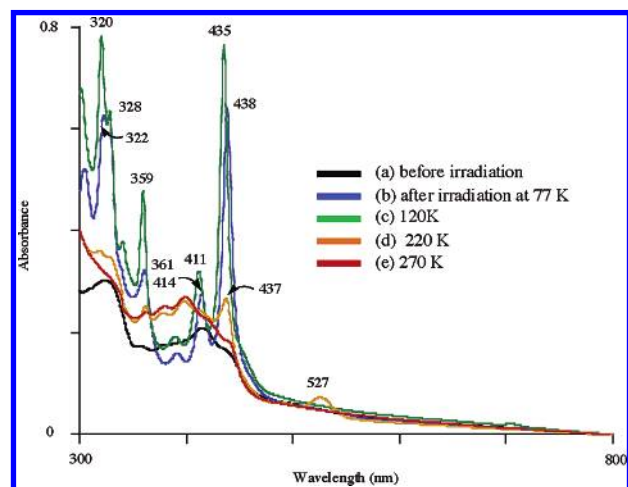 0.8
320
435
328
438
322
359
(a) before irradiation
(b) after irradiation at 77 K
(c) 120K
(d) 220 K
(e) 270 K
Absorbance
361
411
414
437
527
0
300
800
Wavelength (nm)